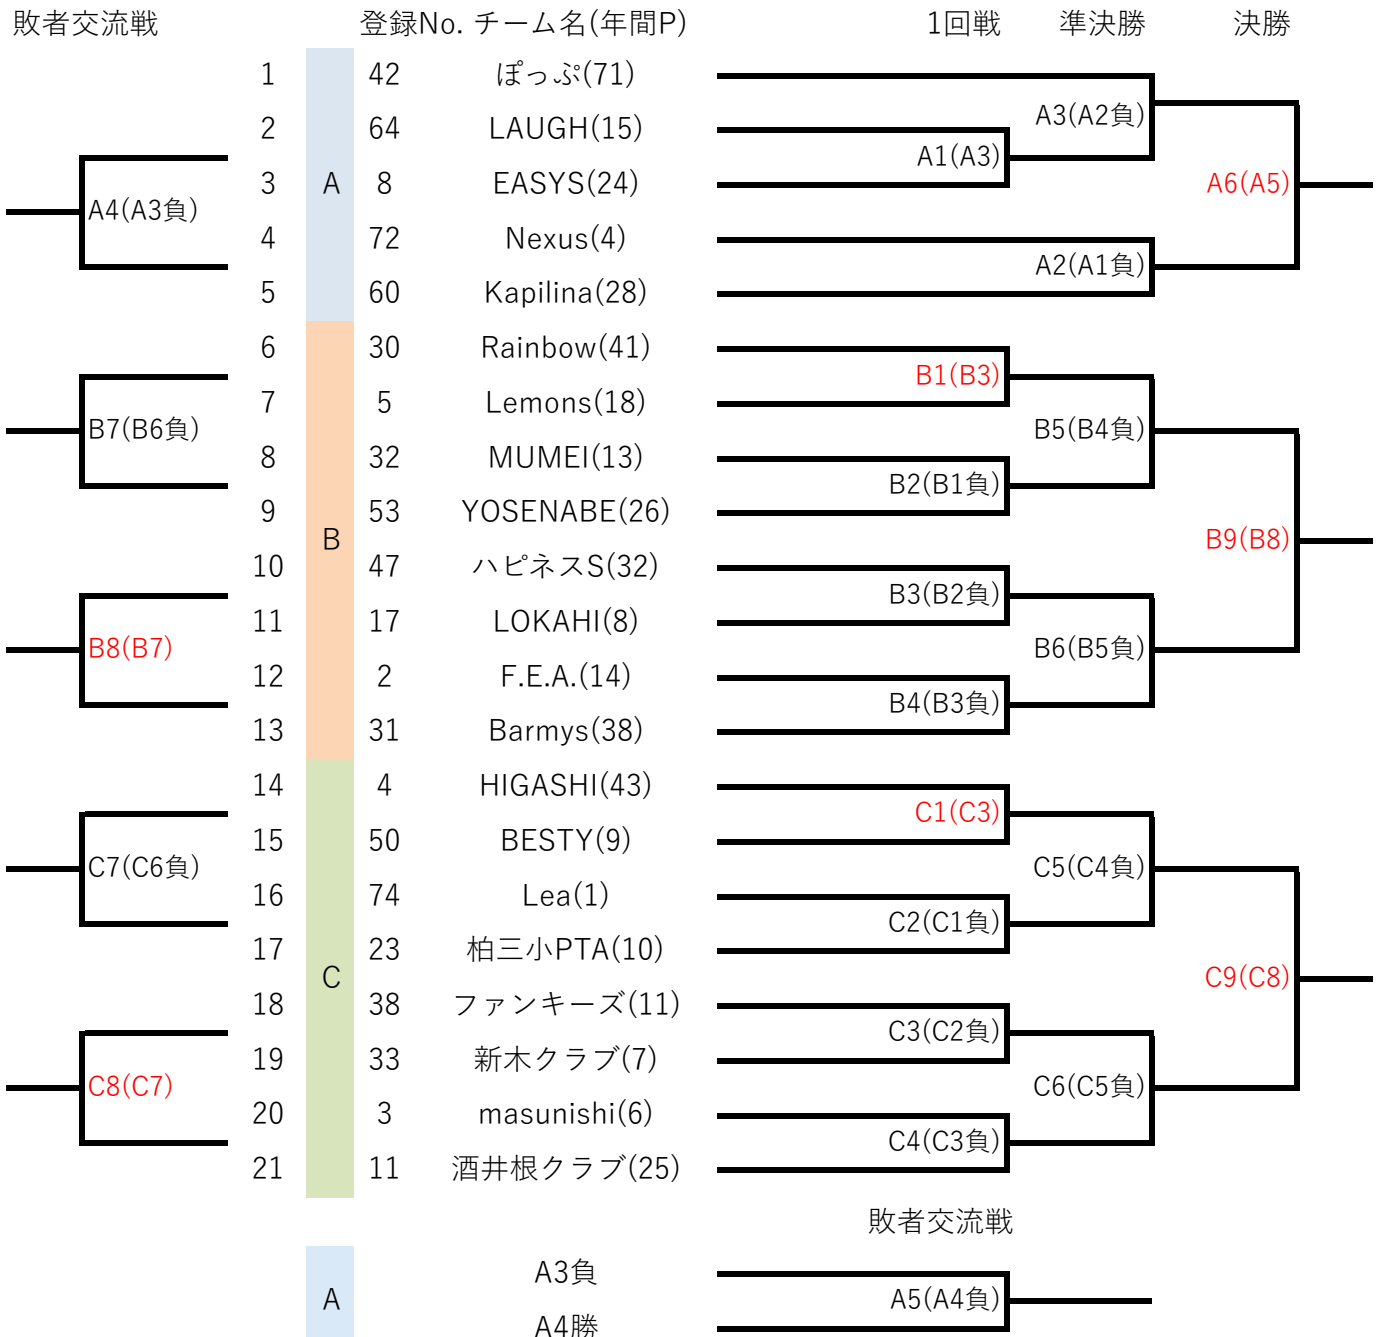 敗者交流戦 登録No. チーム名(年間P) 1回戦 準決勝 決勝
1 42 ぽっぷ(71)
A3(A2負)
2 64 LAUGH(15)
A1(A3)
3 A 8 EASYS(24) A6(A5)
A4(A3負)
4 72 Nexus(4)
A2(A1負)
5 60 Kapilina(28)
6 30 Rainbow(41)
B1(B3)
7 5 Lemons(18)
B7(B6負) B5(B4負)
8 32 MUMEI(13)
B2(B1負)
9 53 YOSENABE(26)
B B9(B8)
10 47 ハピネスS(32)
B3(B2負)
11 17 LOKAHI(8)
B8(B7) B6(B5負)
12 2 F.E.A.(14)
B4(B3負)
13 31 Barmys(38)
14 4 HIGASHI(43)
C1(C3)
15 50 BESTY(9)
C7(C6負) C5(C4負)
16 74 Lea(1)
C2(C1負)
17 23 柏三小PTA(10)
C C9(C8)
18 38 ファンキーズ(11)
C3(C2負)
19 33 新木クラブ(7)
C8(C7) C6(C5負)
20 3 masunishi(6)
C4(C3負)
21 11 酒井根クラブ(25)
敗者交流戦
A3負
A A5(A4負)
A4勝